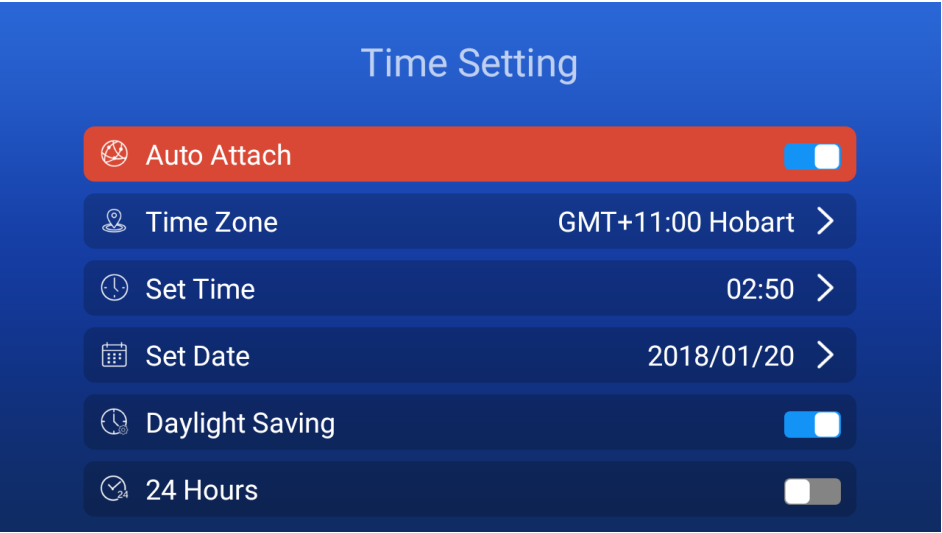 Time Setting
Auto Attach
Time Zone GMT+11:00 Hobart
Set Time 02:50
Set Date 2018/01/20
Daylight Saving
24 Hours